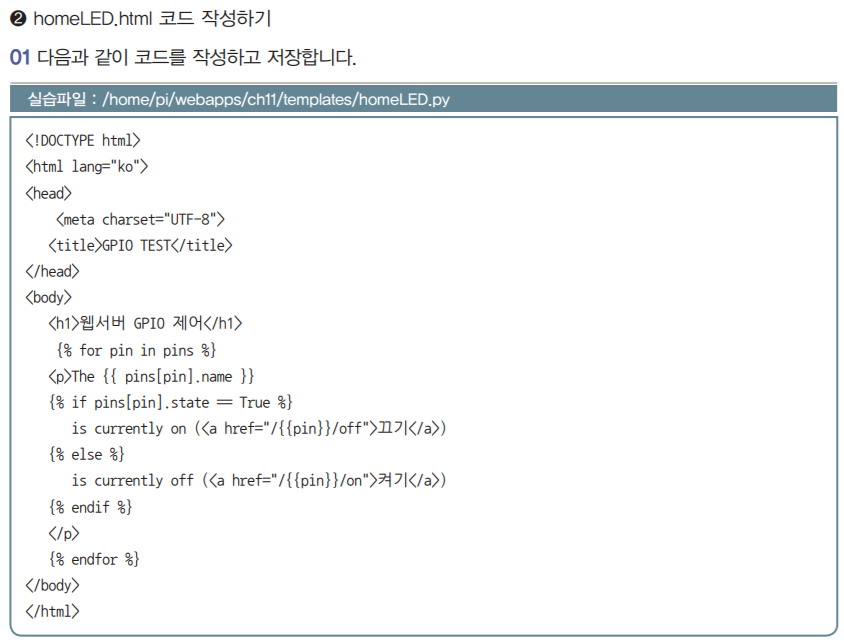 ❷ homeLED.html 코드 작성하기
01 다음과 같이 코드를 작성하고 저장합니다.
실습파일 : /home/pi/webapps/ch11/templates/homeLED.py
<!DOCTYPE html>
<html lang="ko">
<head>
    <meta charset="UTF-8">
   <title>GPIO TEST</title>
</head>
<body>
   <h1>웹서버 GPIO 제어</h1>
    {% for pin in pins %}
   <p>The {{ pins[pin].name }}
   {% if pins[pin].state == True %}
      is currently on (<a href="/{{pin}}/off">끄기</a>)
   {% else %}
      is currently off (<a href="/{{pin}}/on">켜기</a>)
   {% endif %}
   </p>
   {% endfor %}
</body>
</html>